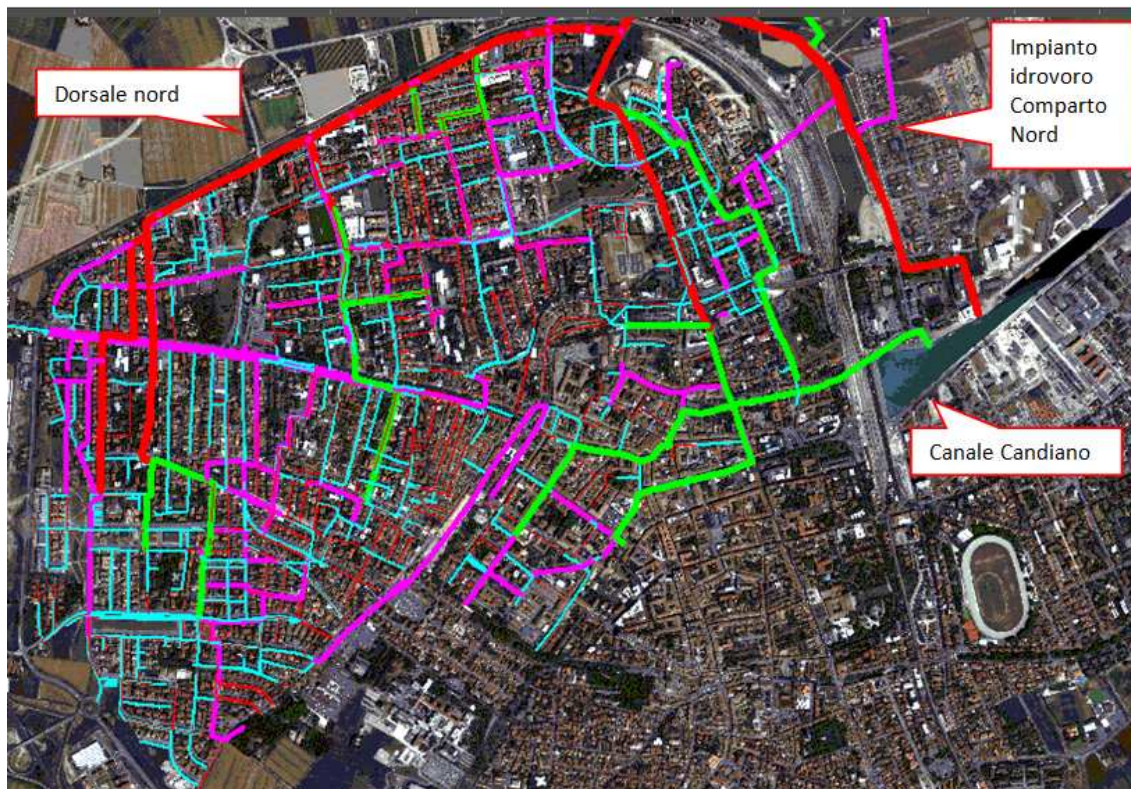 Dorsale nord
Impianto
idrovoro
Comparto
Nord
Canale Candiano